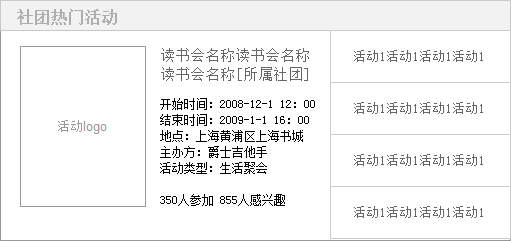 社团热门活动
活动logo
读书会名称读书会名称
读书会名称[所属社团]
开始时间：2008-12-1 12：00
结束时间：2009-1-1 16：00
地点：上海黄浦区上海书城
主办方：爵士吉他手
活动类型：生活聚会
350人参加 855人感兴趣
活动1活动1活动1活动1
活动1活动1活动1活动1
活动1活动1活动1活动1
活动1活动1活动1活动1